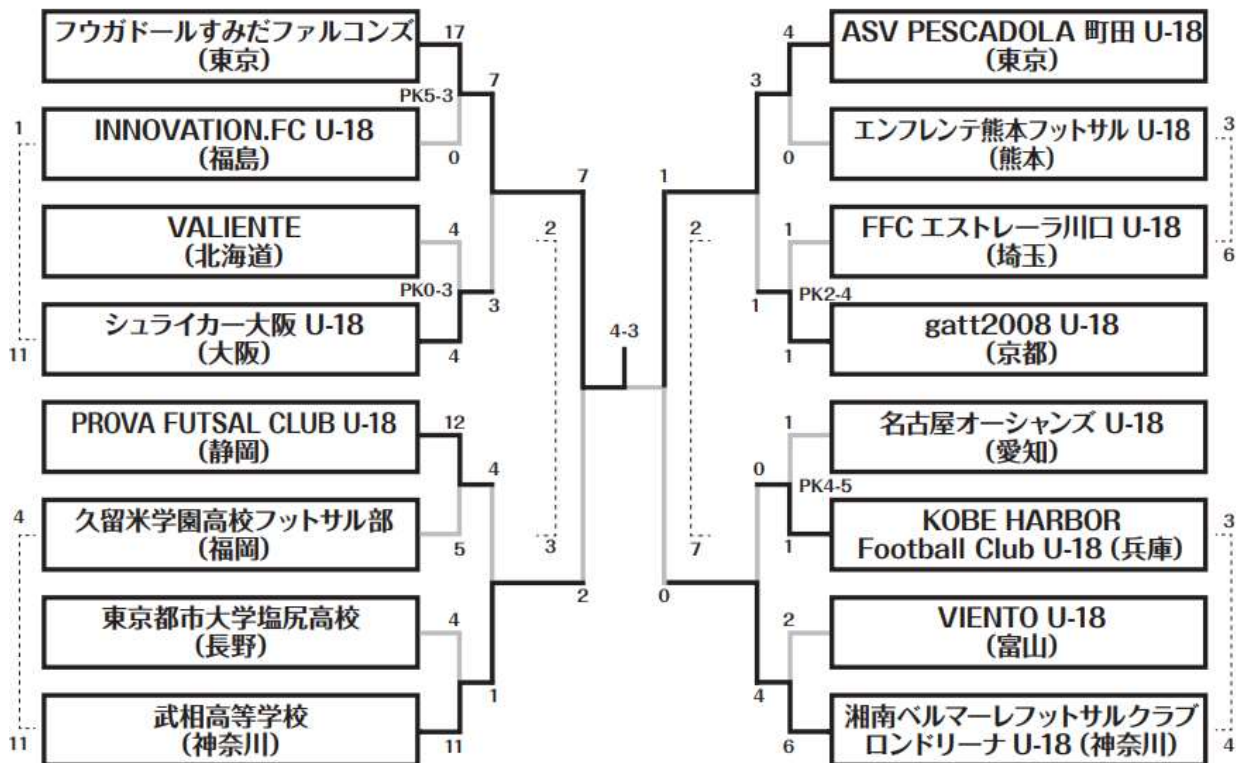 フウガドールすみだファルコンズ
(東京)
17
7
PK5-3
1
INNOVATION.FC U-18
(福島)
0
7
VALIENTE
(北海道)
4
2
PK0-3
3
シュライカー大阪 U-18
(大阪)
11
4
4-3
PROVA FUTSAL CLUB U-18
(静岡)
12
4
4
久留米学園高校フットサル部
(福岡)
5
3
東京都市大学塩尻高校
(長野)
4
2
1
武相高等学校
(神奈川)
11
11
4
ASV PESCADOLA 町田 U-18
(東京)
3
エンフレンテ熊本フットサル U-18
(熊本)
0
3
1
FFC エストレーラ川口 U-18
(埼玉)
1
2
6
PK2-4
1
gatt2008 U-18
(京都)
1
名古屋オーシャンズ U-18
(愛知)
1
0
PK4-5
KOBE HARBOR
Football Club U-18 (兵庫)
1
3
7
VIENTO U-18
(富山)
2
0
4
湘南ベルマーレフットサルクラブ
ロンドリーナ U-18 (神奈川)
6
4